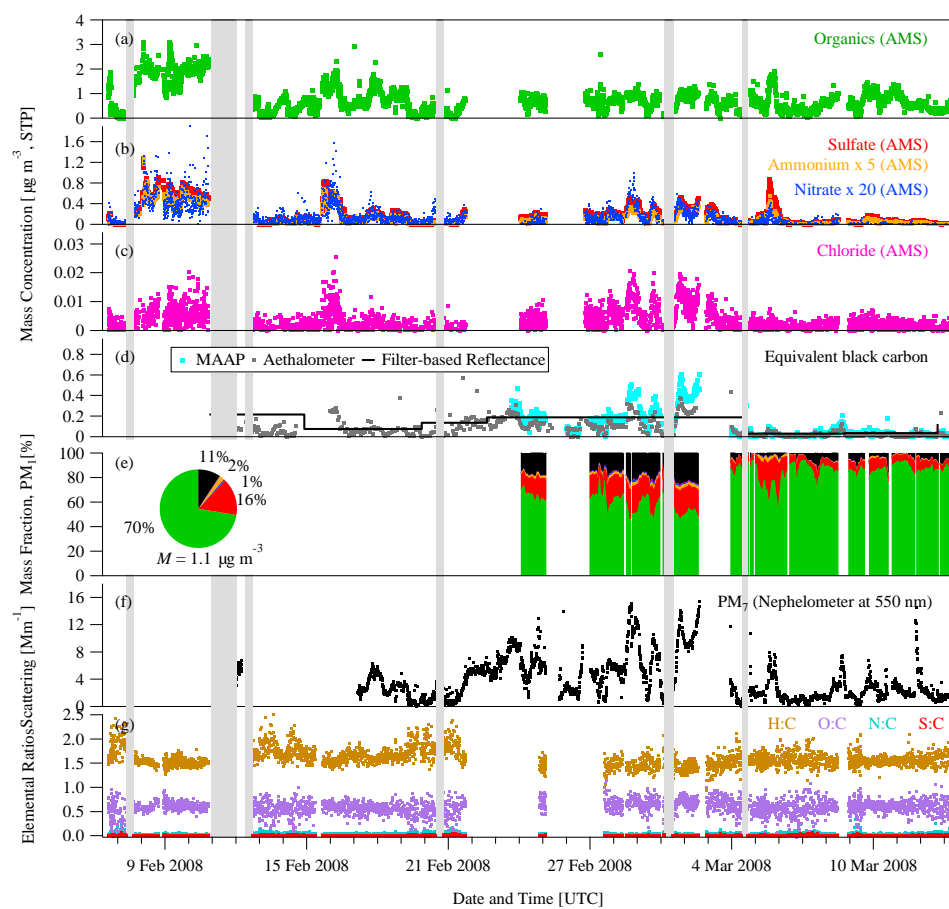 4
3
2
1
0
(a)
Organics (AMS)
1.6
1.2
0.8
0.4
0
(b)
Sulfate (AMS)
Ammonium x 5 (AMS)
Nitrate x 20 (AMS)
Mass Concentration [ µg m⁻³, STP]
0.03
0.02
0.01
0
(c)
Chloride (AMS)
0.8
0.6
0.4
0.2
0
(d)
MAAP
Aethalometer
Filter-based Reflectance
Equivalent black carbon
Mass Fraction, PM₁[%]
100
80
60
40
20
0
(e)
11%
2%
1%
16%
70%
M = 1.1 µg m⁻³
Scattering [Mm⁻¹]
16
12
8
4
0
(f)
PM₇ (Nephelometer at 550 nm)
Elemental Ratios
2.5
2.0
1.5
1.0
0.5
0.0
(g)
H:C O:C N:C S:C
9 Feb 2008 15 Feb 2008 21 Feb 2008 27 Feb 2008 4 Mar 2008 10 Mar 2008
Date and Time [UTC]